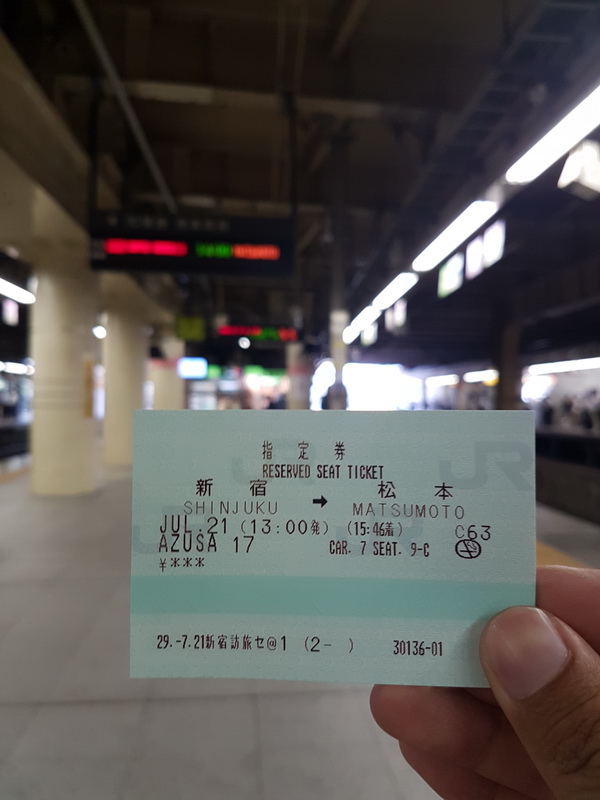 指定券
RESERVED SEAT TICKET
新宿 ➡ 松本
SHINJUKU MATSUMOTO
JUL.21 (13:00発) (15:46着) C63
AZUSA 17 CAR. 7 SEAT. 9-C
¥***
29.-7.21新宿訪旅セ@1 (2- ) 30136-01
JR